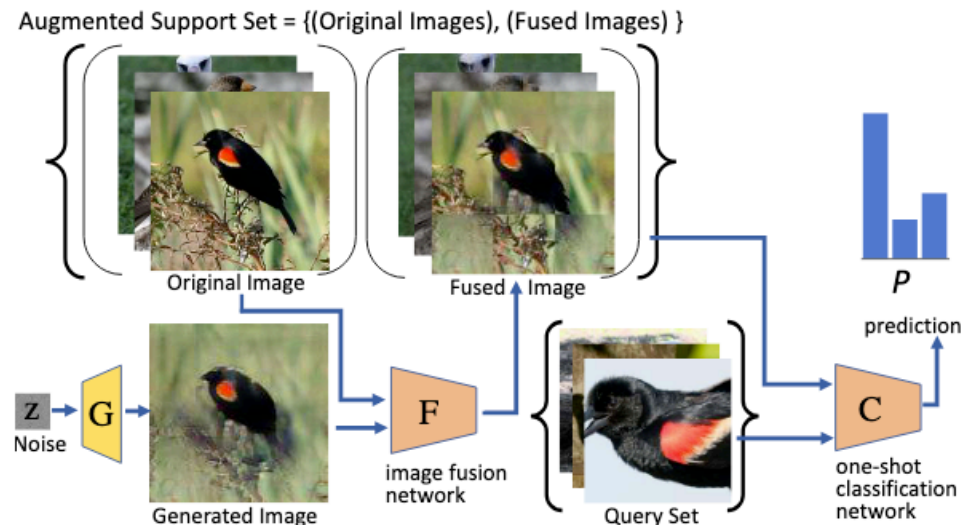 Augmented Support Set = {(Original Images), (Fused Images) }
Original Image
Fused Image
P
prediction
z
Noise
G
F
C
image fusion
network
one-shot
classification
network
Generated Image
Query Set